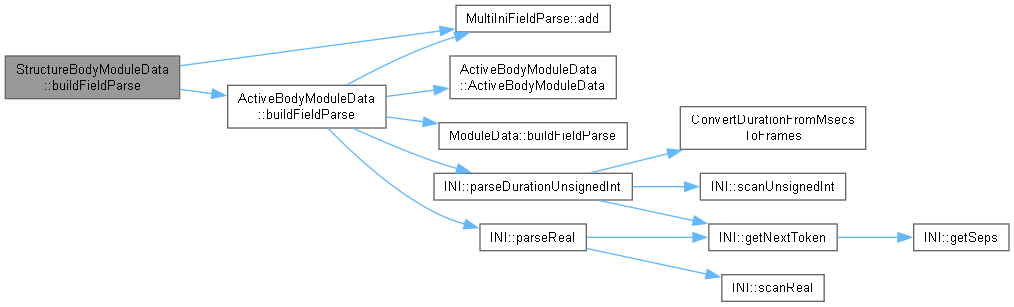 StructureBodyModuleData
::buildFieldParse
MultiIniFieldParse::add
ActiveBodyModuleData
::buildFieldParse
ActiveBodyModuleData
::ActiveBodyModuleData
ModuleData::buildFieldParse
INI::parseDurationUnsignedInt
INI::parseReal
ConvertDurationFromMsecs
ToFrames
INI::scanUnsignedInt
INI::getNextToken
INI::scanReal
INI::getSeps